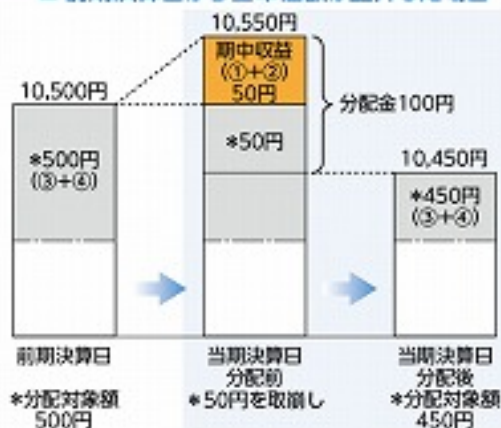 10,550円
期中収益
(①+②)
50円
10,500円
分配金100円
*500円
(③+④)
*50円
10,450円
*450円
(③+④)
前期決算日
*分配対象額
500円
当期決算日
分配前
*50円を取崩し
当期決算日
分配後
*分配対象額
450円